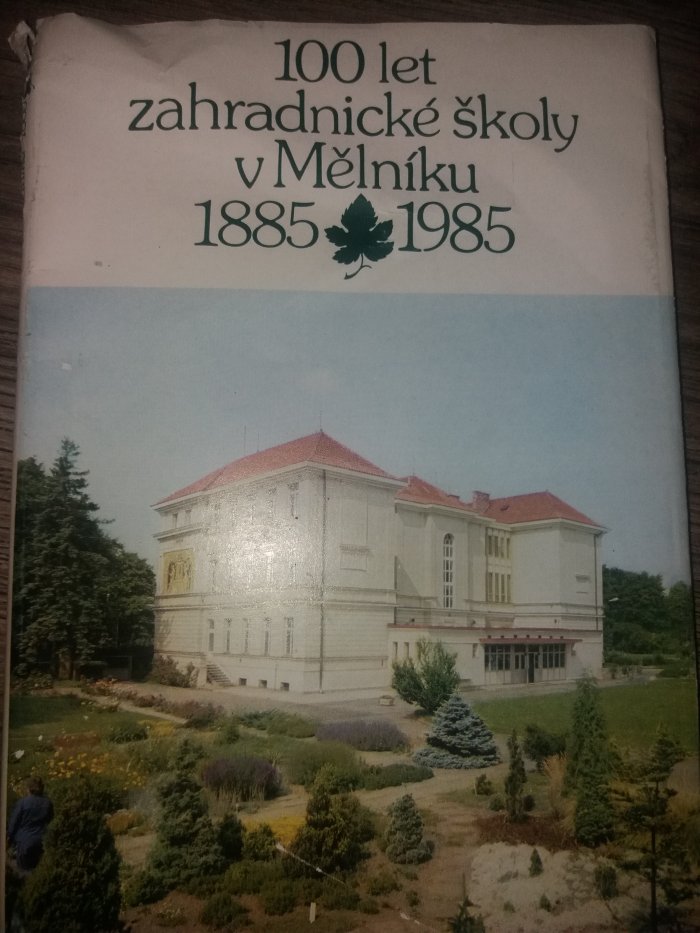 100 let
zahradnické školy
v Mělníku
1885 1985